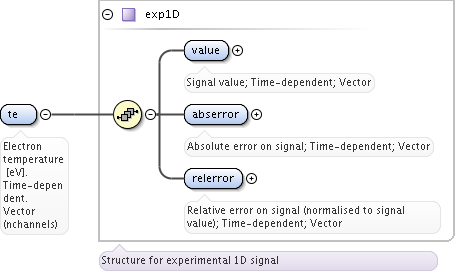 exp1D
value
Signal value; Time-dependent; Vector
te
abserror
Electron
temperature
[eV].
Time-depen
dent.
Vector
(nchannels)
Absolute error on signal; Time-dependent; Vector
relerror
Relative error on signal (normalised to signal
value); Time-dependent; Vector
Structure for experimental 1D signal